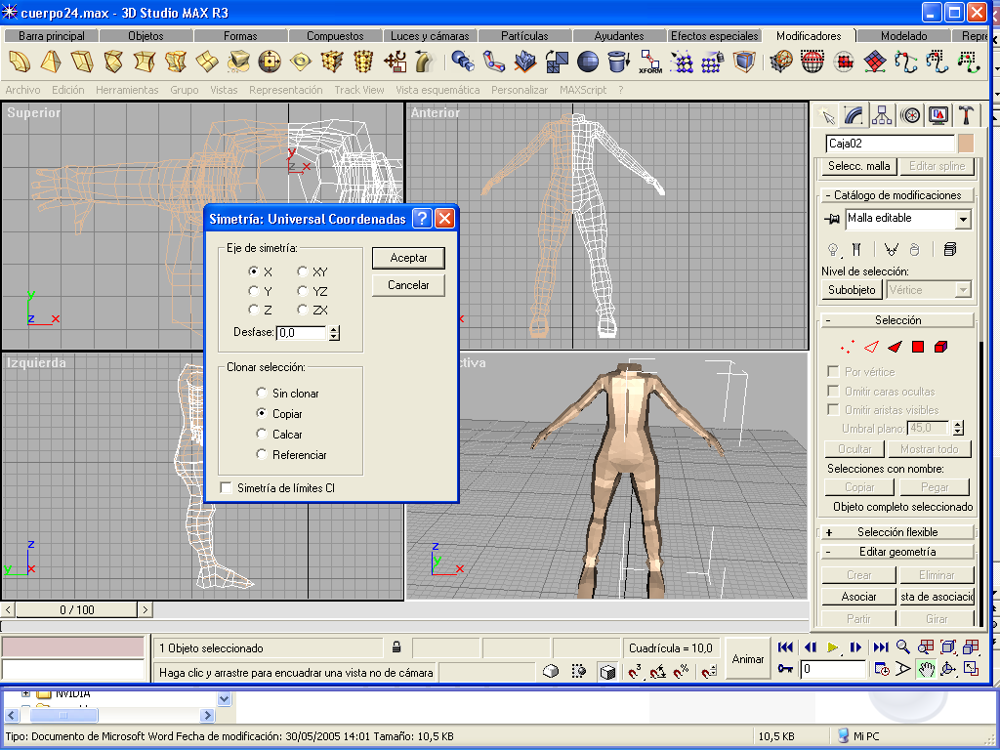 cuerpo24.max - 3D Studio MAX R3
Barra principal Objetos Formas Compuestos Luces y cámaras Partículas Ayudantes Efectos especiales Modificadores Modelado Repre
XFORM
Archivo Edición Herramientas Grupo Vistas Representación Track View Vista esquemática Personalizar MAXScript ?
Superior
Anterior
Izquierda
ctiva
y
z x
y
z x
z
y x
z
y
x
x
Simetría: Universal Coordenadas
Eje de simetría:
X XY
Y YZ
Z ZX
Desfase: 0,0
Aceptar
Cancelar
Clonar selección:
Sin clonar
Copiar
Calcar
Referenciar
Simetría de límites CI
Caja02
Selecc. malla Editar spline
- Catálogo de modificaciones
Malla editable
Nivel de selección:
Subobjeto Vértice
- Selección
Por vértice
Omitir caras ocultas
Omitir aristas visibles
Umbral plano: 45,0
Ocultar Mostrar todo
Selecciones con nombre:
Copiar Pegar
Objeto completo seleccionado
+ Selección flexible
- Editar geometría
Crear Eliminar
Asociar sta de asociació
Partir Girar
< 0 / 100 >
1 Objeto seleccionado
Cuadrícula = 10,0
Animar
Haga clic y arrastre para encuadrar una vista no de cámara
0
NVIDIA
Tipo: Documento de Microsoft Word Fecha de modificación: 30/05/2005 14:01 Tamaño: 10,5 KB
10,5 KB
Mi PC